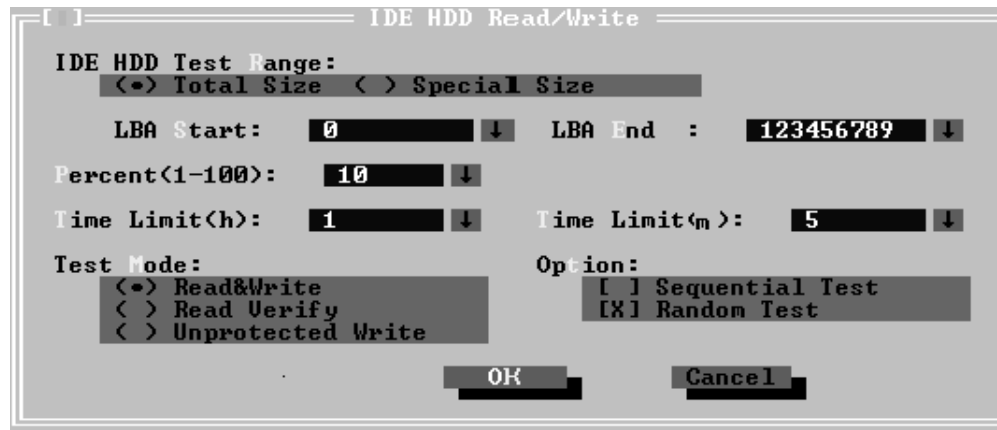 [ ] IDE HDD Read/Write
IDE HDD Test Range:
(•) Total Size ( ) Special Size
LBA Start: 0 ↓ LBA End : 123456789 ↓
Percent(1-100): 10 ↓
Time Limit(h): 1 ↓ Time Limit(m): 5 ↓
Test Mode: Option:
(•) Read&Write [ ] Sequential Test
( ) Read Verify [X] Random Test
( ) Unprotected Write
OK Cancel